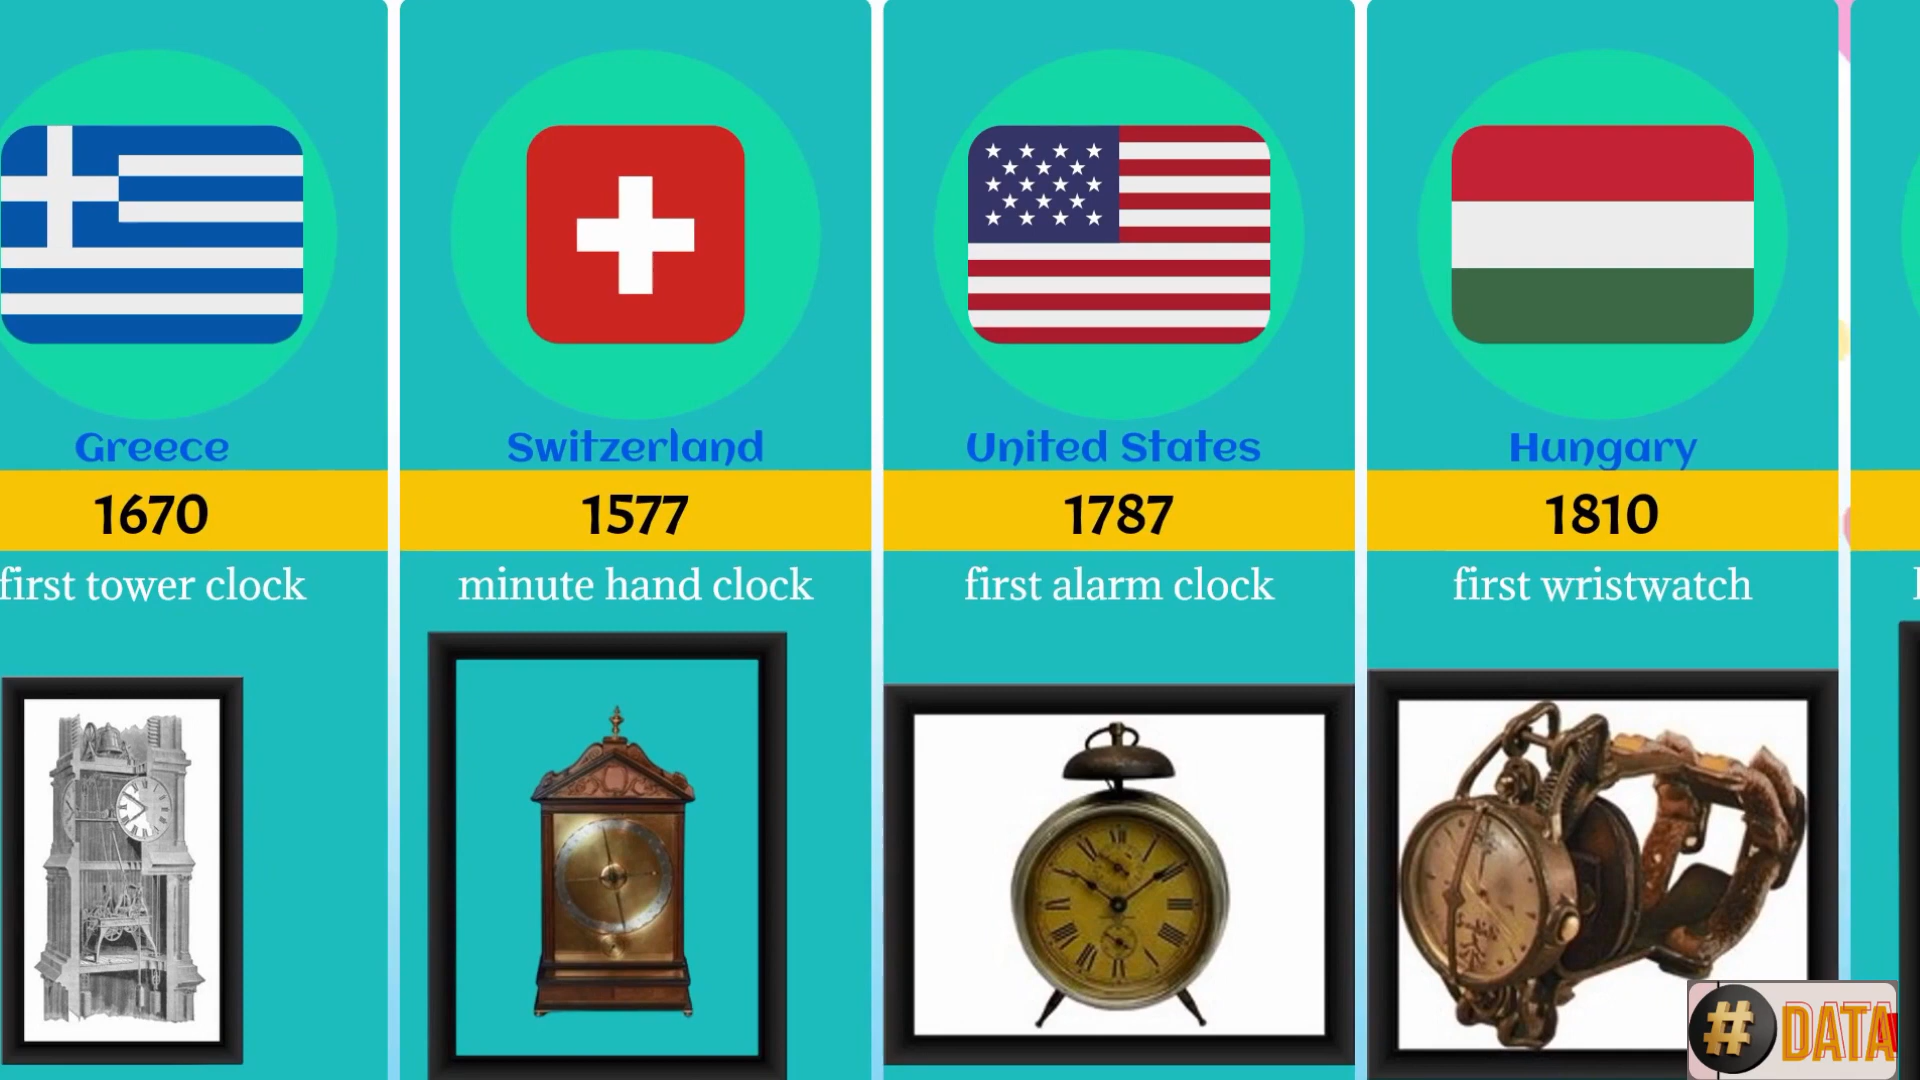 Greece
1670
first tower clock
Switzerland
1577
minute hand clock
United States
1787
first alarm clock
Hungary
1810
first wristwatch
# DATA